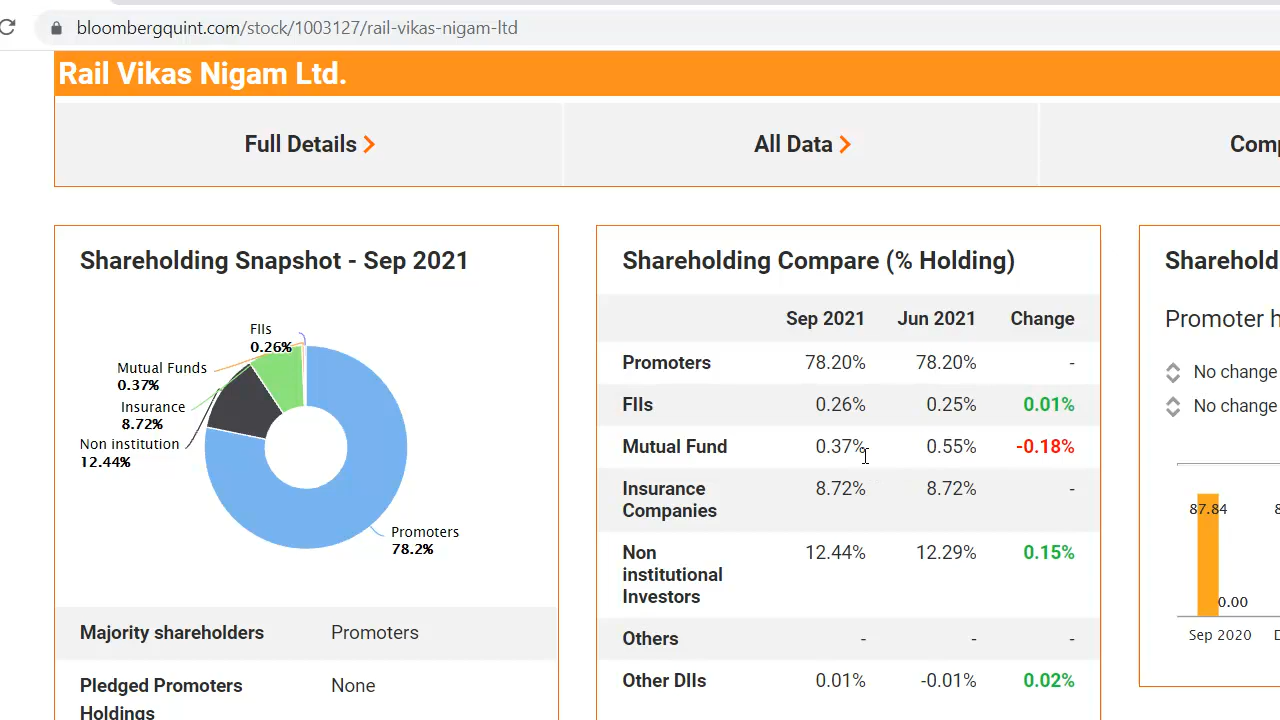 bloombergquint.com/stock/1003127/rail-vikas-nigam-ltd
Rail Vikas Nigam Ltd.
Full Details
All Data
Comp
Shareholding Snapshot - Sep 2021
FIIs
0.26%
Mutual Funds
0.37%
Insurance
8.72%
Non institution
12.44%
Promoters
78.2%
Majority shareholders Promoters
Pledged Promoters None
Holdings
Shareholding Compare (% Holding)
Sep 2021 Jun 2021 Change
Promoters 78.20% 78.20% -
FIIs 0.26% 0.25% 0.01%
Mutual Fund 0.37% 0.55% -0.18%
Insurance 8.72% 8.72% -
Companies
Non 12.44% 12.29% 0.15%
institutional
Investors
Others - - -
Other DIIs 0.01% -0.01% 0.02%
Sharehold
Promoter h
No change
No change
87.84
0.00
Sep 2020